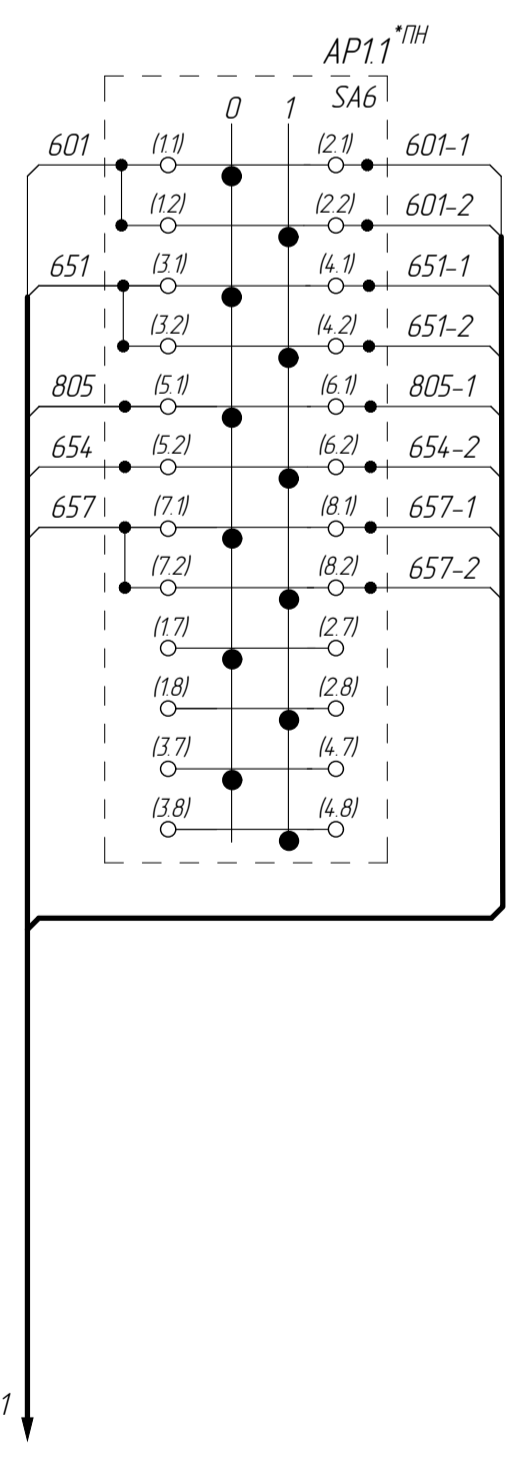 AP1.1*ПН
SA6
0 1
601 (1.1) (2.1) 601-1
(1.2) (2.2) 601-2
651 (3.1) (4.1) 651-1
(3.2) (4.2) 651-2
805 (5.1) (6.1) 805-1
654 (5.2) (6.2) 654-2
657 (7.1) (8.1) 657-1
(7.2) (8.2) 657-2
(1.7) (2.7)
(1.8) (2.8)
(3.7) (4.7)
(3.8) (4.8)
1